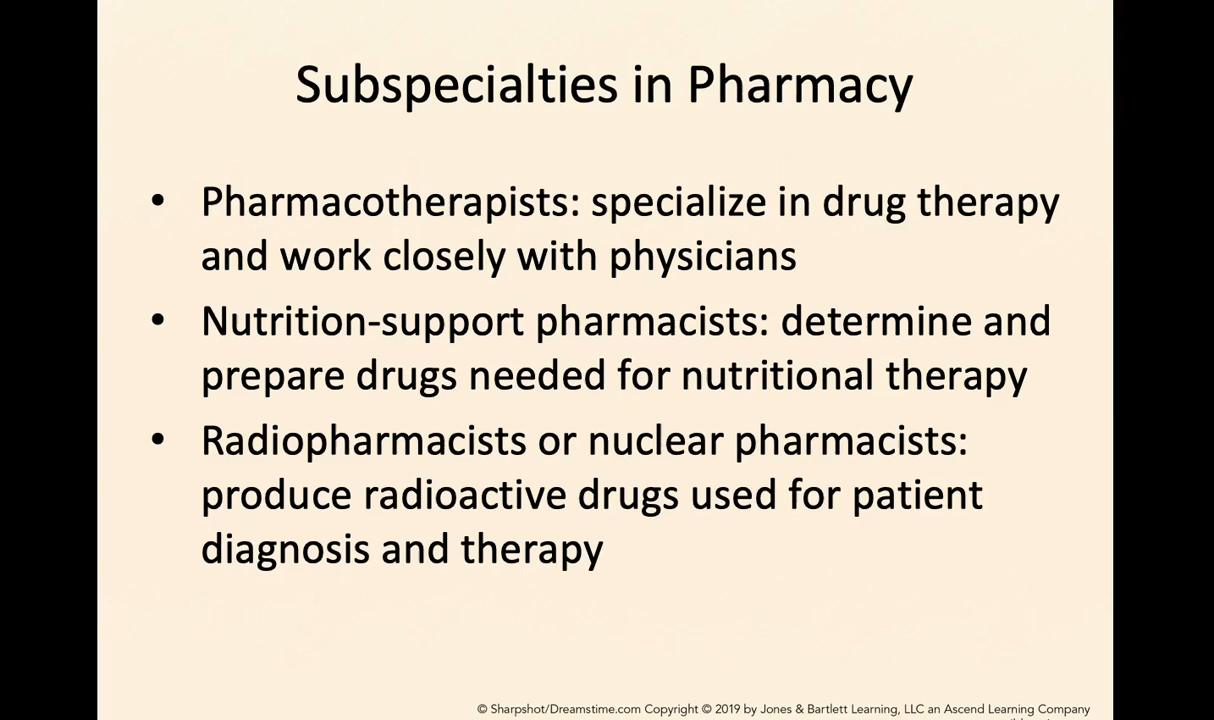 Subspecialties in Pharmacy
• Pharmacotherapists: specialize in drug therapy
and work closely with physicians
• Nutrition-support pharmacists: determine and
prepare drugs needed for nutritional therapy
• Radiopharmacists or nuclear pharmacists:
produce radioactive drugs used for patient
diagnosis and therapy
© Sharpshot/Dreamstime.com Copyright © 2019 by Jones & Bartlett Learning, LLC an Ascend Learning Company